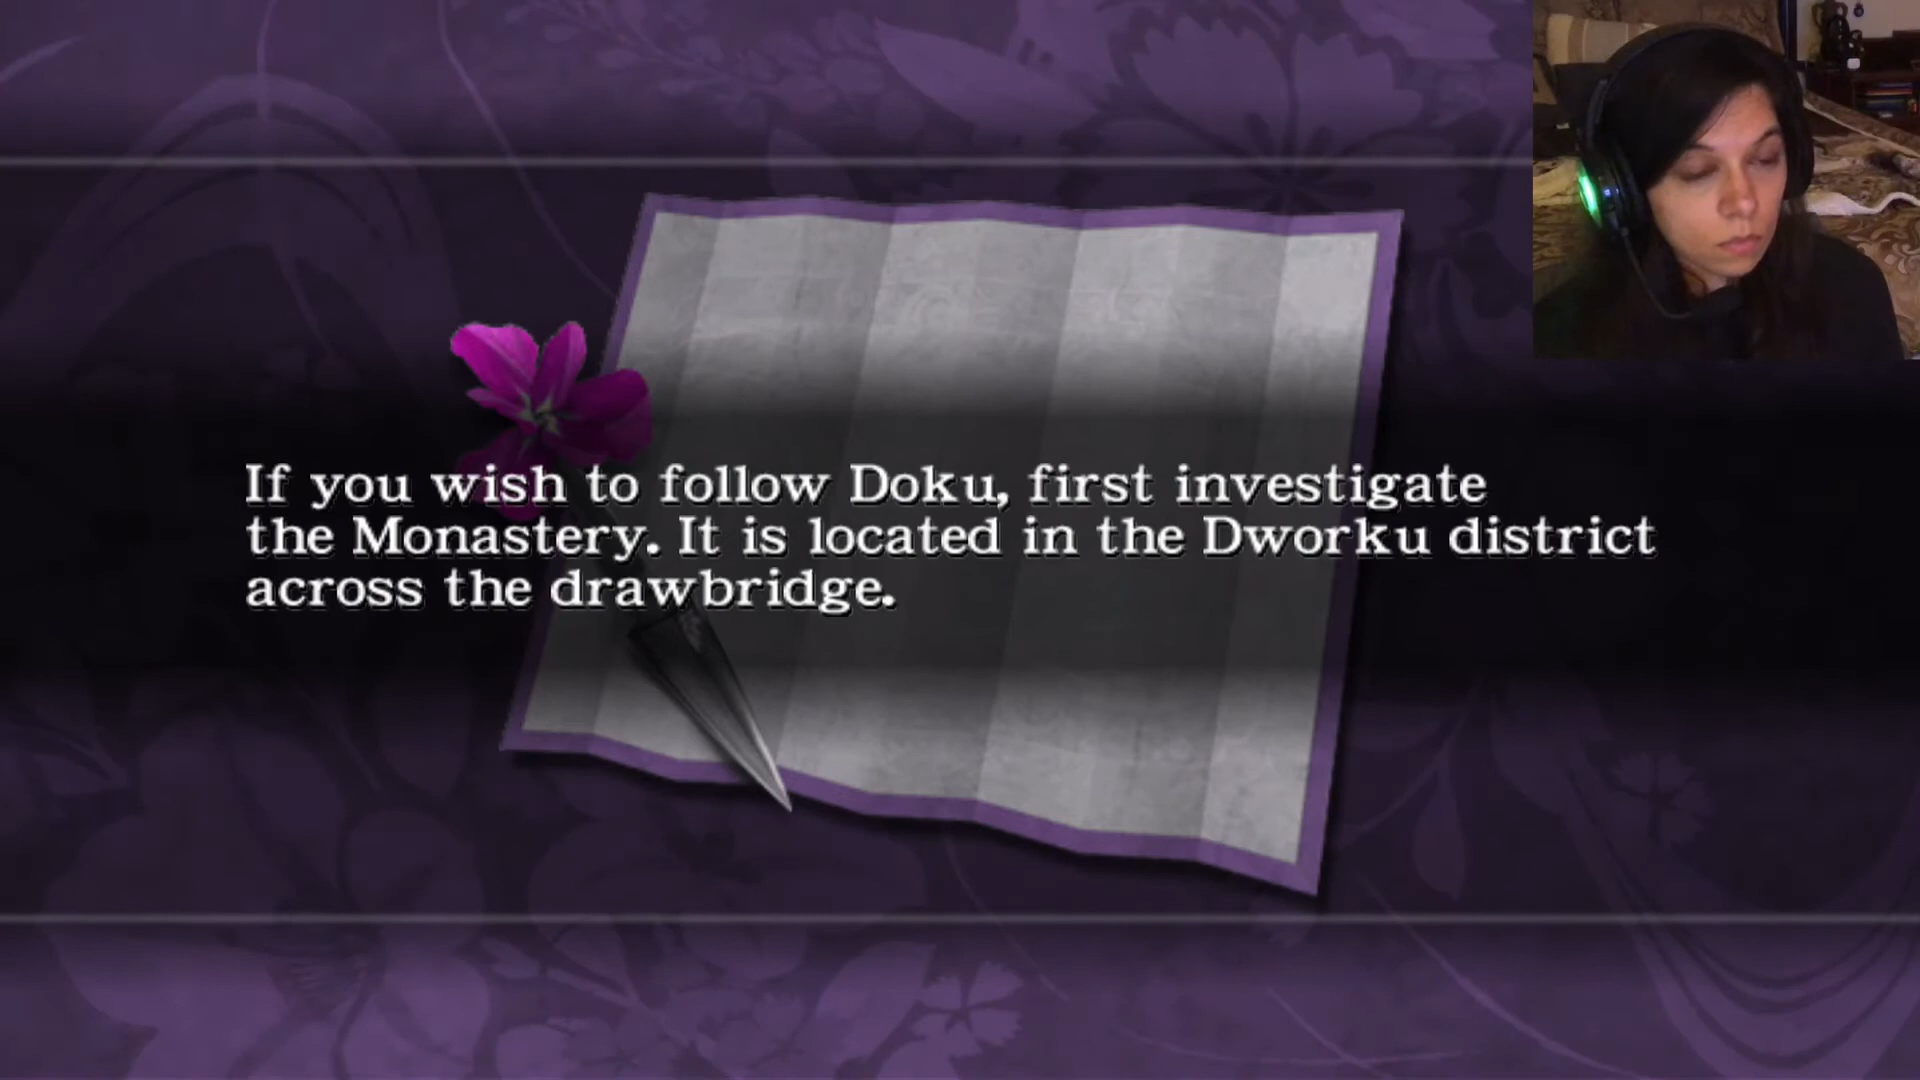 If you wish to follow Doku, first investigate
the Monastery. It is located in the Dworku district
across the drawbridge.